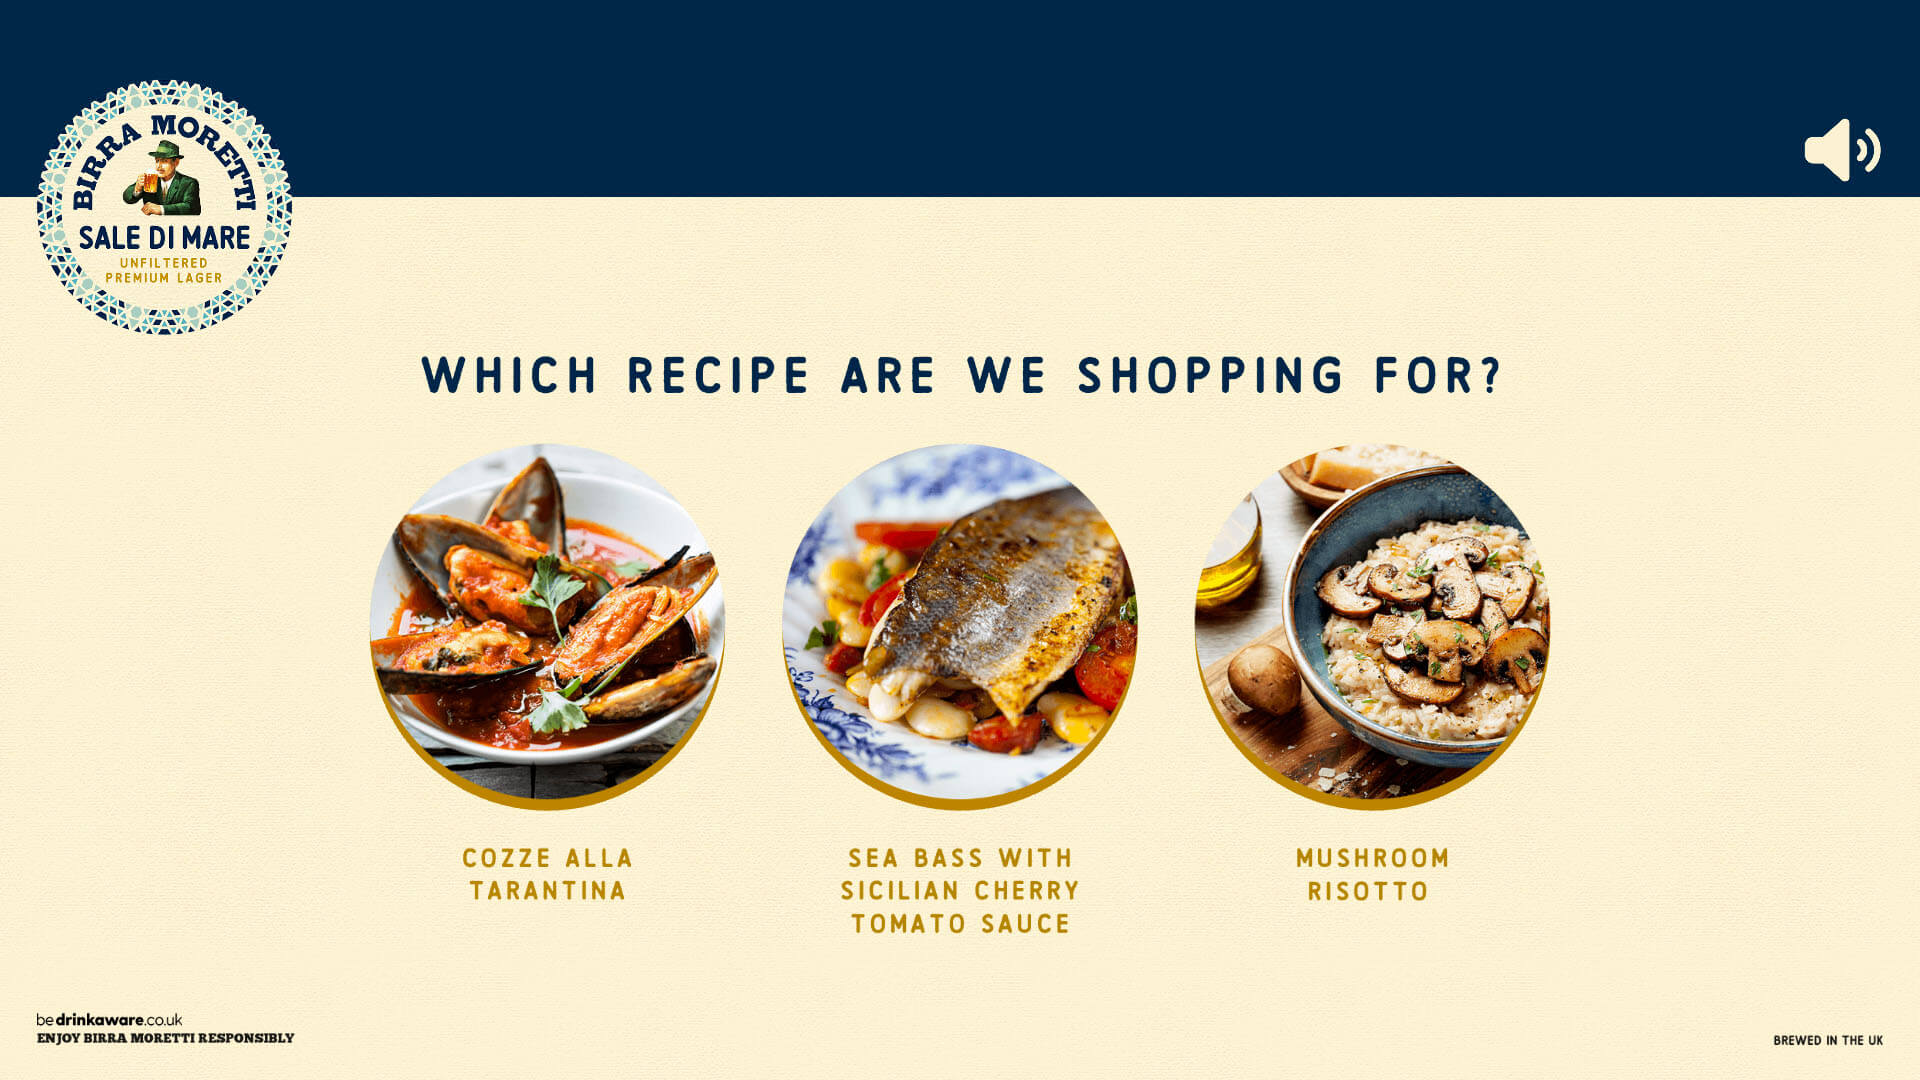 BIRRA MORETTI
SALE DI MARE
UNFILTERED
PREMIUM LAGER
WHICH RECIPE ARE WE SHOPPING FOR?
COZZE ALLA
TARANTINA
SEA BASS WITH
SICILIAN CHERRY
TOMATO SAUCE
MUSHROOM
RISOTTO
bedrinkaware.co.uk
ENJOY BIRRA MORETTI RESPONSIBLY
BREWED IN THE UK